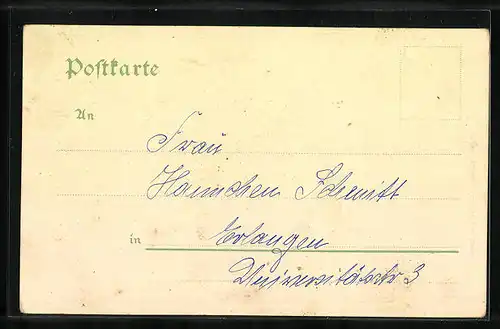 Postkarte
An
Frau
Hannchen Schmitt
in Erlangen
Universitätsstr 3